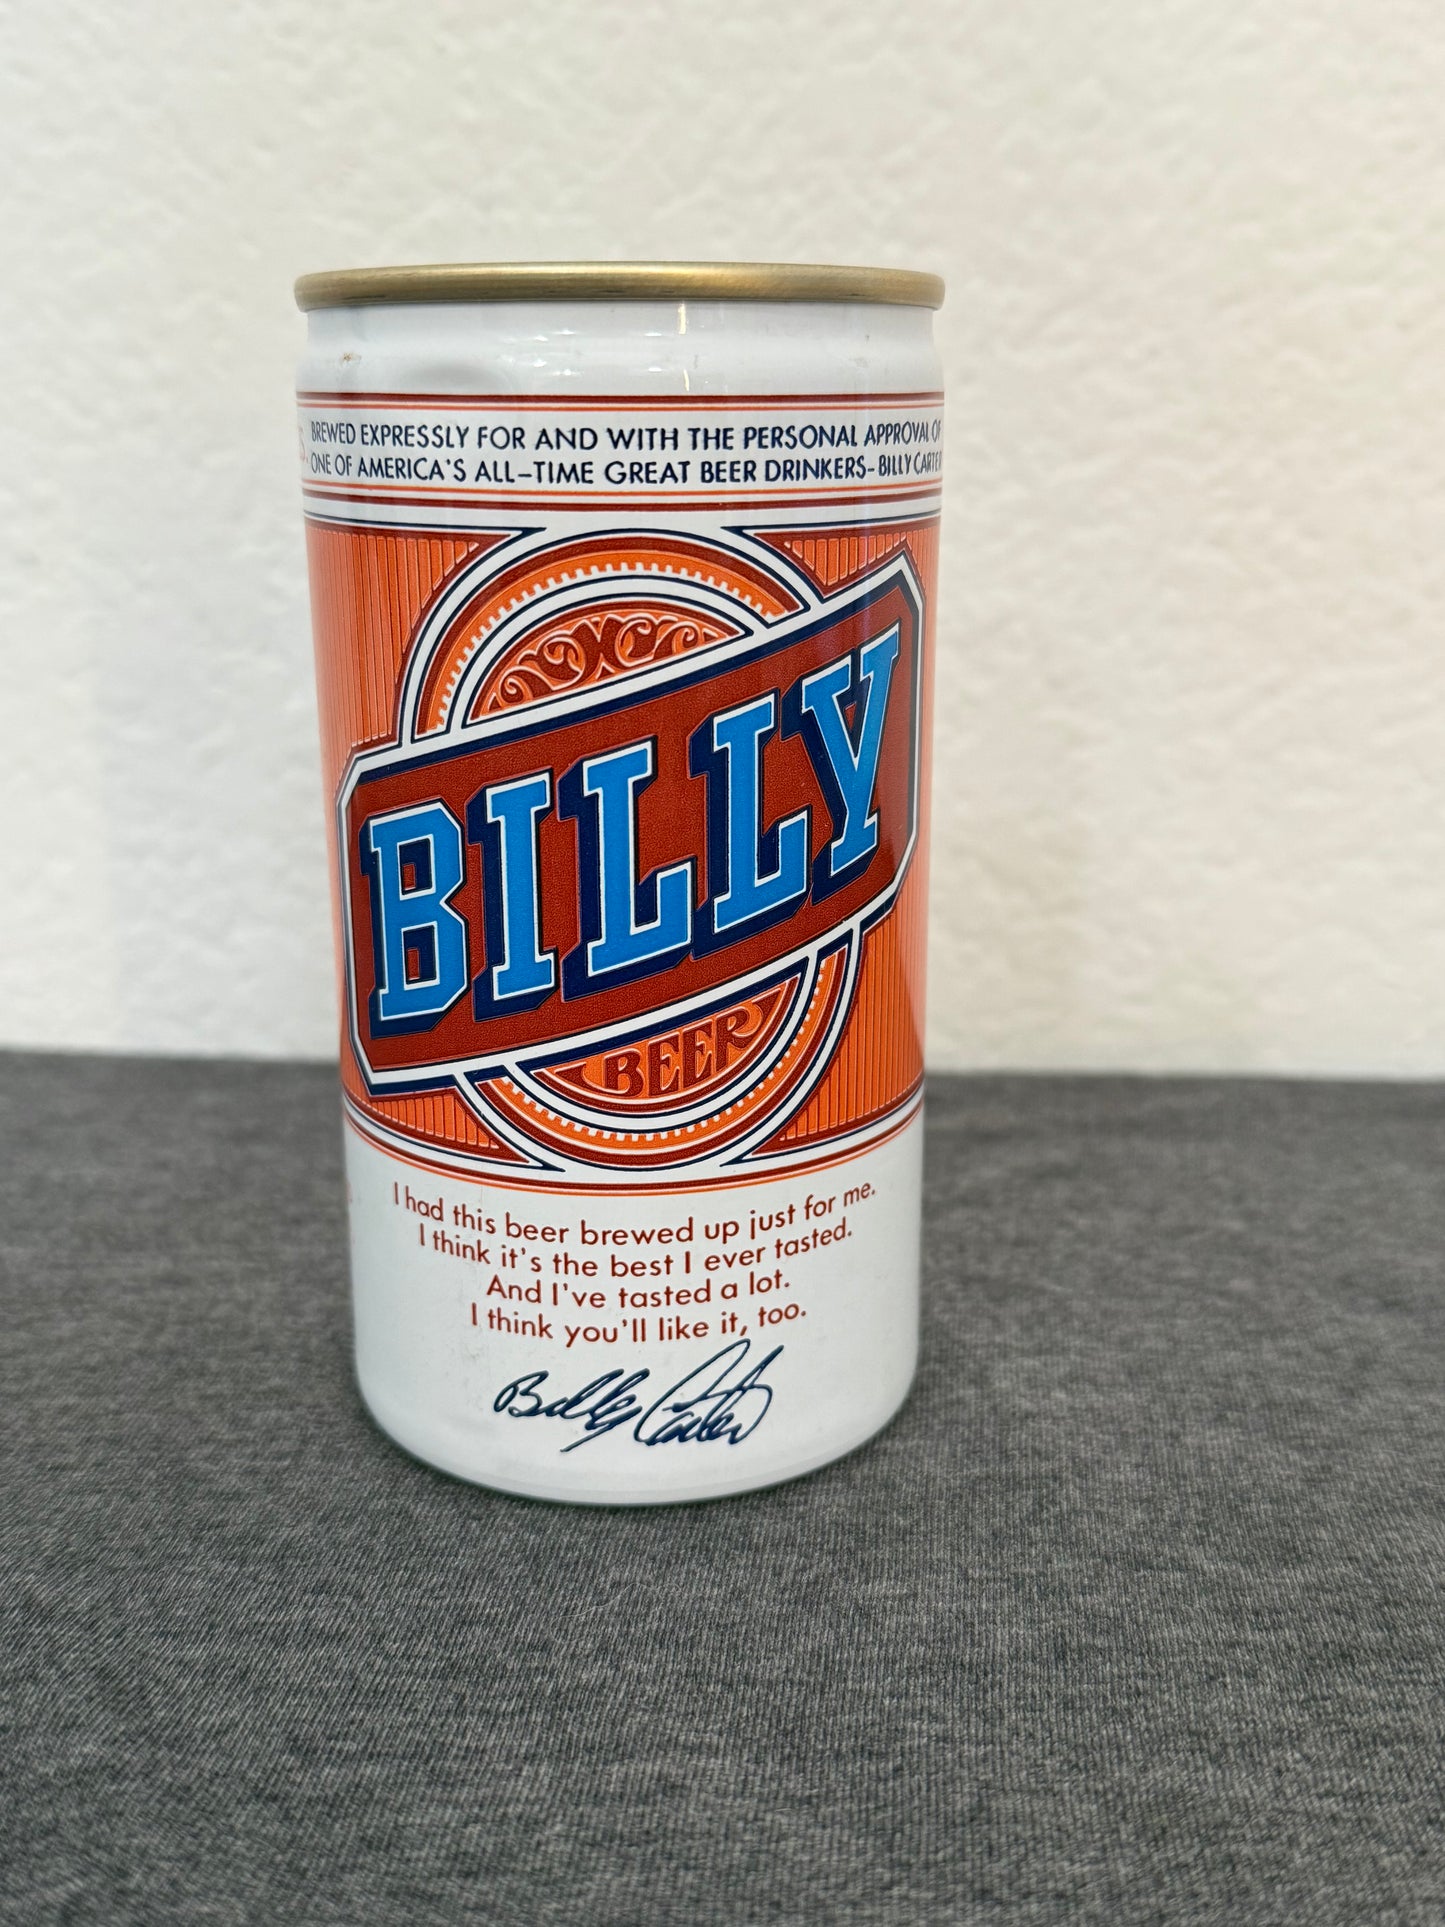 BREWED EXPRESSLY FOR AND WITH THE PERSONAL APPROVAL OF
ONE OF AMERICA'S ALL-TIME GREAT BEER DRINKERS-BILLY CARTER
BILLY
BEER
I had this beer brewed up just for me.
I think it's the best I ever tasted.
And I've tasted a lot.
I think you'll like it, too.
Billy Carter